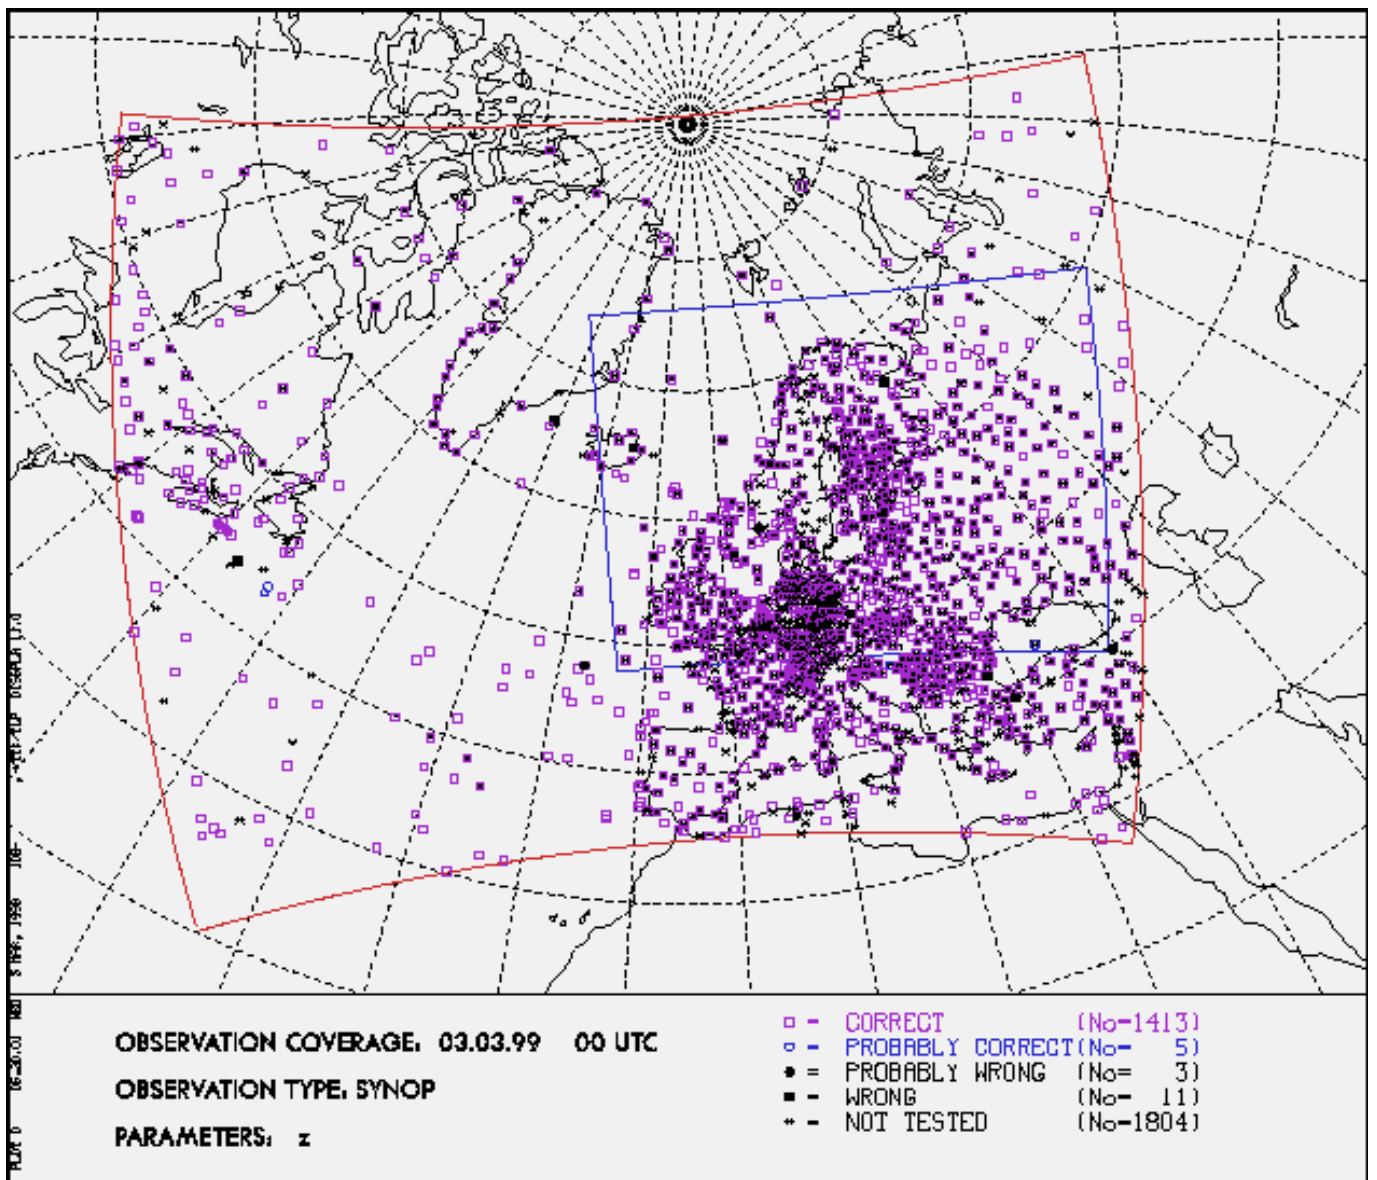 OBSERVATION COVERAGE: 03.03.99 00 UTC
OBSERVATION TYPE: SYNOP
PARAMETERS: z
□ - CORRECT (No-1413)
o - PROBABLY CORRECT(No- 5)
● = PROBABLY WRONG (No= 3)
■ - WRONG (No- 11)
- NOT TESTED (No-1804)